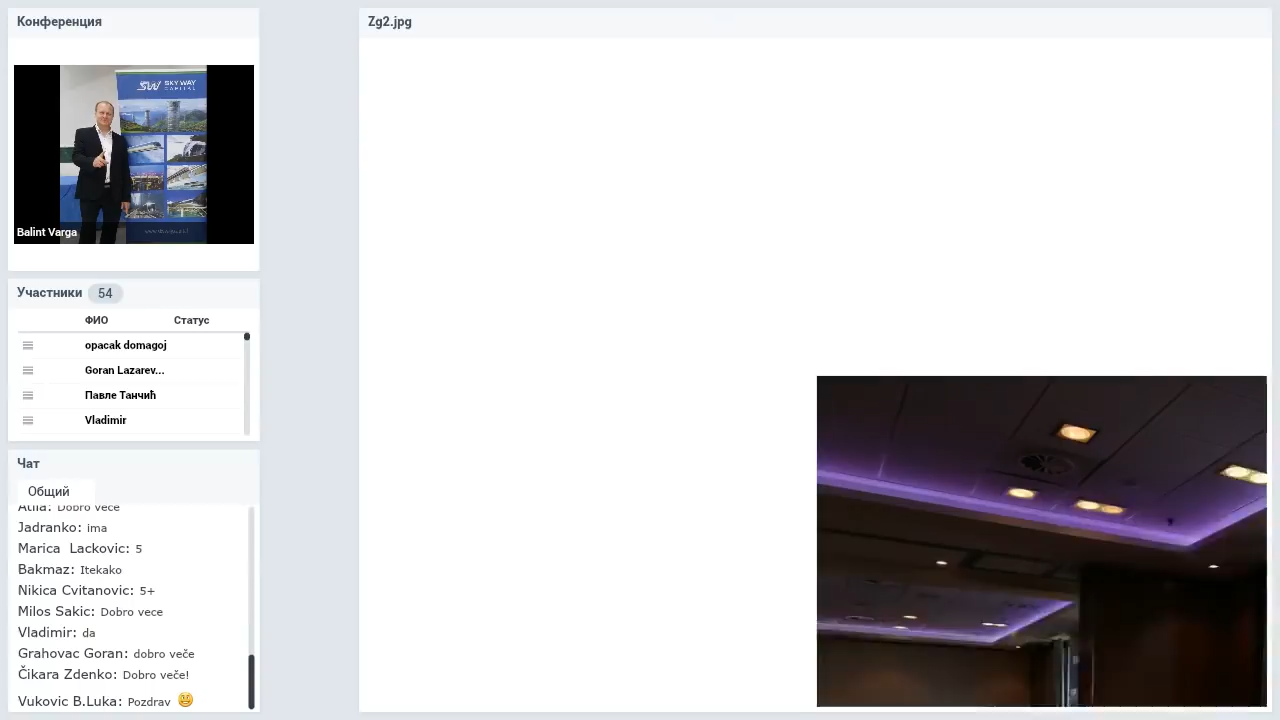 Конференция
SKY WAY
CAPITAL
Balint Varga
Участники 54
ФИО Статус
opacak domagoj
Goran Lazarev...
Павле Танчић
Vladimir
Чат
Общий
Atila: Dobro veče
Jadranko: ima
Marica Lackovic: 5
Bakmaz: Itekako
Nikica Cvitanovic: 5+
Milos Sakic: Dobro vece
Vladimir: da
Grahovac Goran: dobro veče
Čikara Zdenko: Dobro veče!
Vukovic B.Luka: Pozdrav
Zg2.jpg